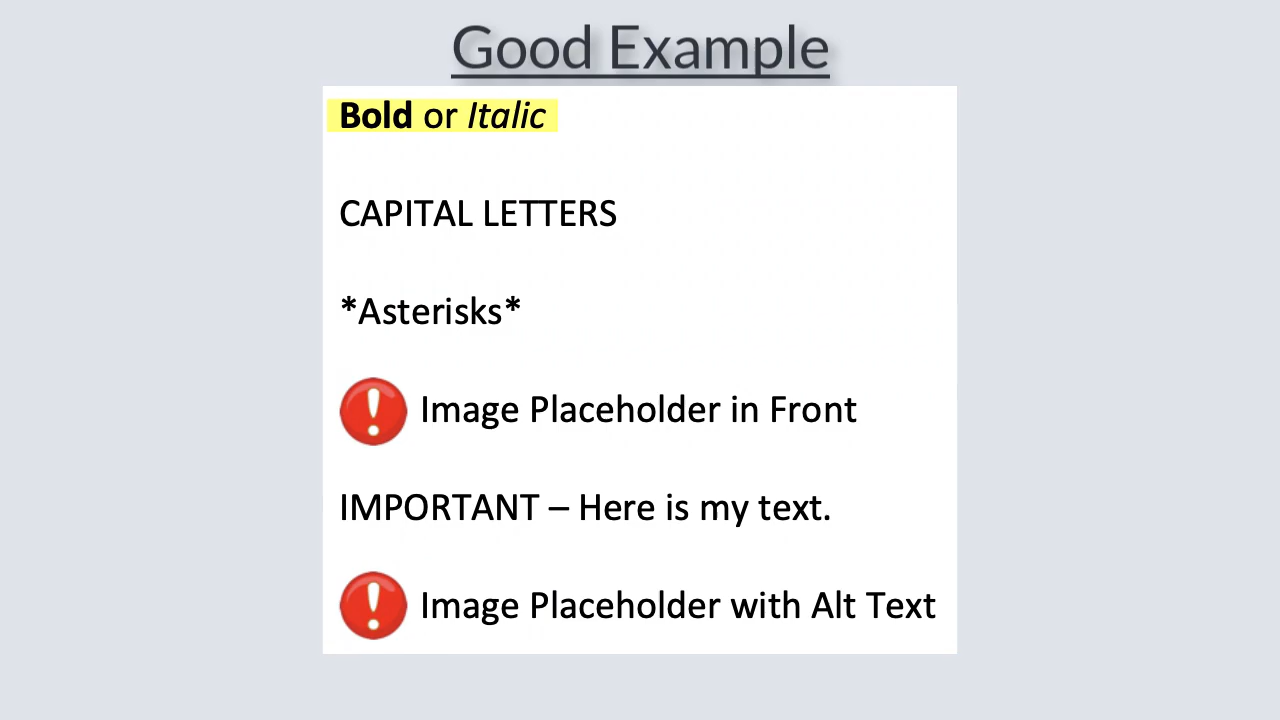 Good Example
Bold or Italic
CAPITAL LETTERS
*Asterisks*
Image Placeholder in Front
IMPORTANT – Here is my text.
Image Placeholder with Alt Text